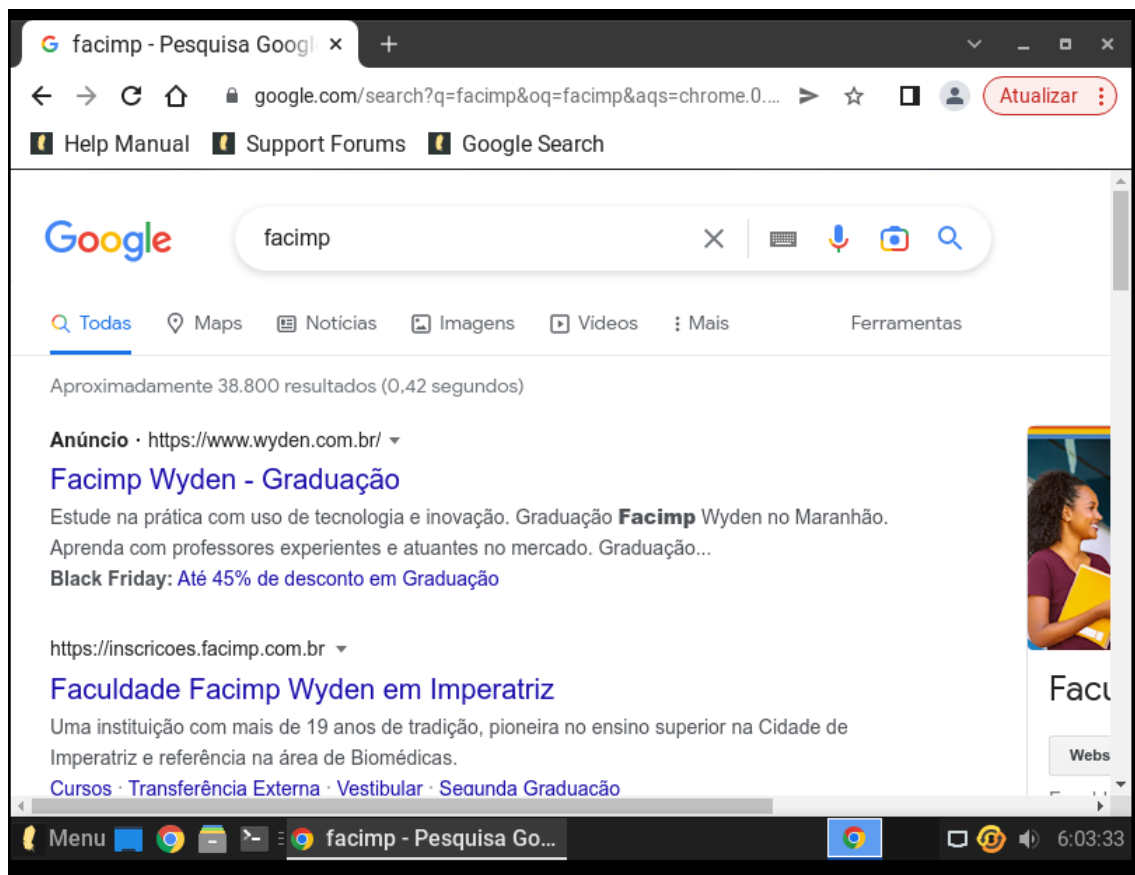 facimp - Pesquisa Googl
google.com/search?q=facimp&oq=facimp&aqs=chrome.0....
Atualizar
Help Manual Support Forums Google Search
Google facimp
Todas Maps Notícias Imagens Vídeos Mais Ferramentas
Aproximadamente 38.800 resultados (0,42 segundos)
Anúncio · https://www.wyden.com.br/
Facimp Wyden - Graduação
Estude na prática com uso de tecnologia e inovação. Graduação Facimp Wyden no Maranhão.
Aprenda com professores experientes e atuantes no mercado. Graduação...
Black Friday: Até 45% de desconto em Graduação
https://inscricoes.facimp.com.br
Faculdade Facimp Wyden em Imperatriz
Uma instituição com mais de 19 anos de tradição, pioneira no ensino superior na Cidade de
Imperatriz e referência na área de Biomédicas.
Cursos · Transferência Externa · Vestibular · Segunda Graduação
Facu
Webs
Menu facimp - Pesquisa Go... 6:03:33